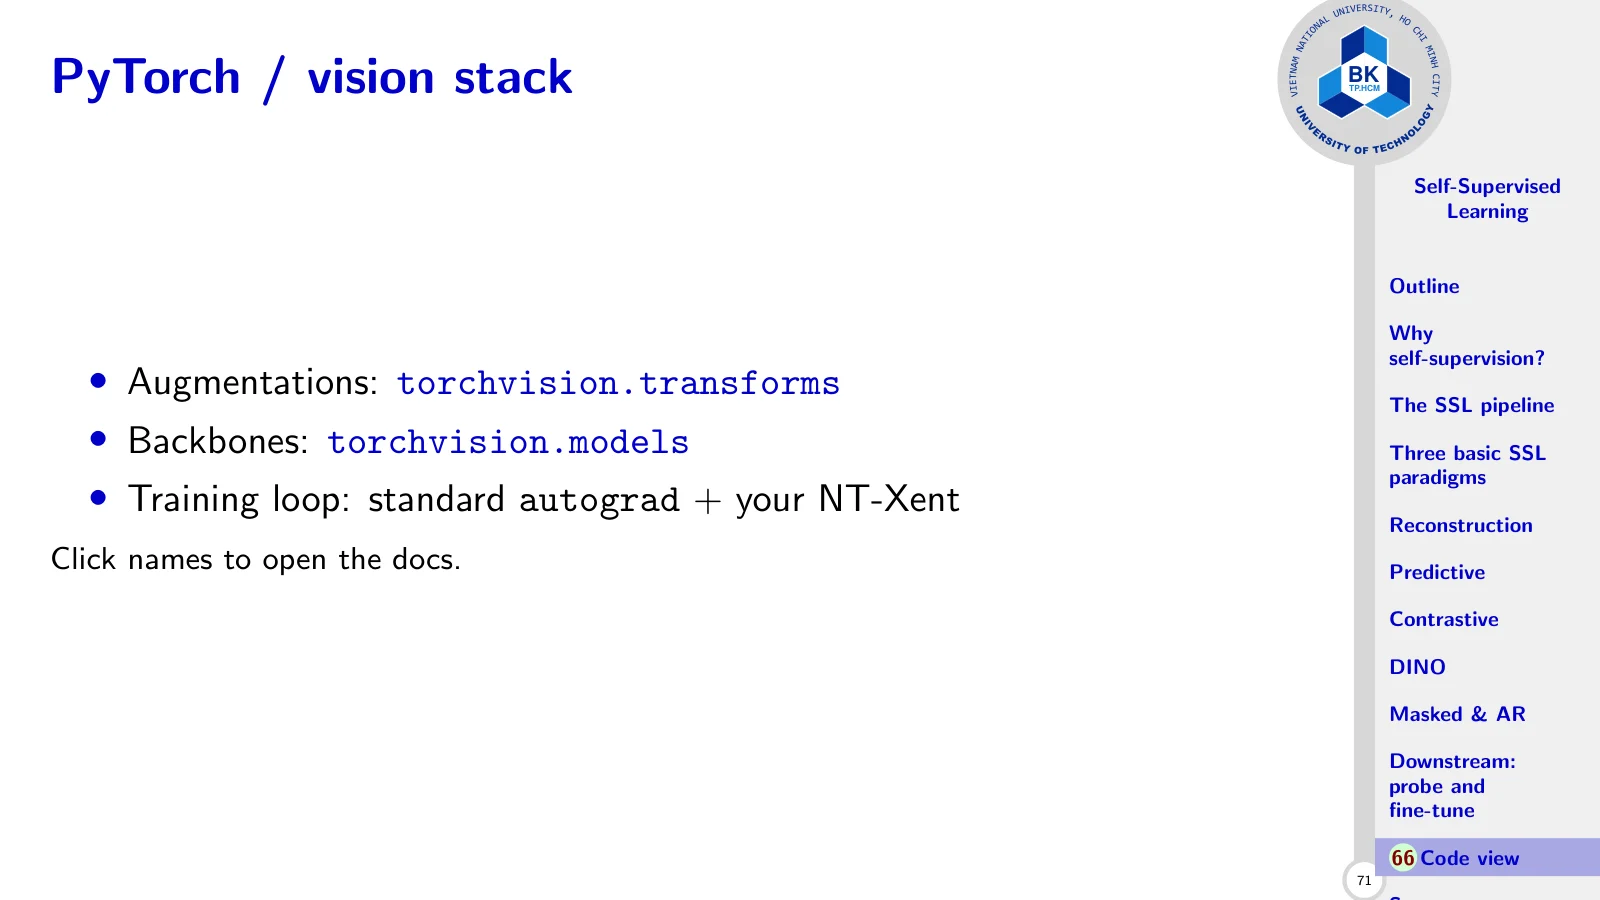 PyTorch / vision stack
• Augmentations: torchvision.transforms
• Backbones: torchvision.models
• Training loop: standard autograd + your NT-Xent
Click names to open the docs.
VIETNAM NATIONAL UNIVERSITY, HO CHI MINH CITY
BK
TP.HCM
UNIVERSITY OF TECHNOLOGY
Self-Supervised
Learning
Outline
Why
self-supervision?
The SSL pipeline
Three basic SSL
paradigms
Reconstruction
Predictive
Contrastive
DINO
Masked & AR
Downstream:
probe and
fine-tune
66 Code view
71